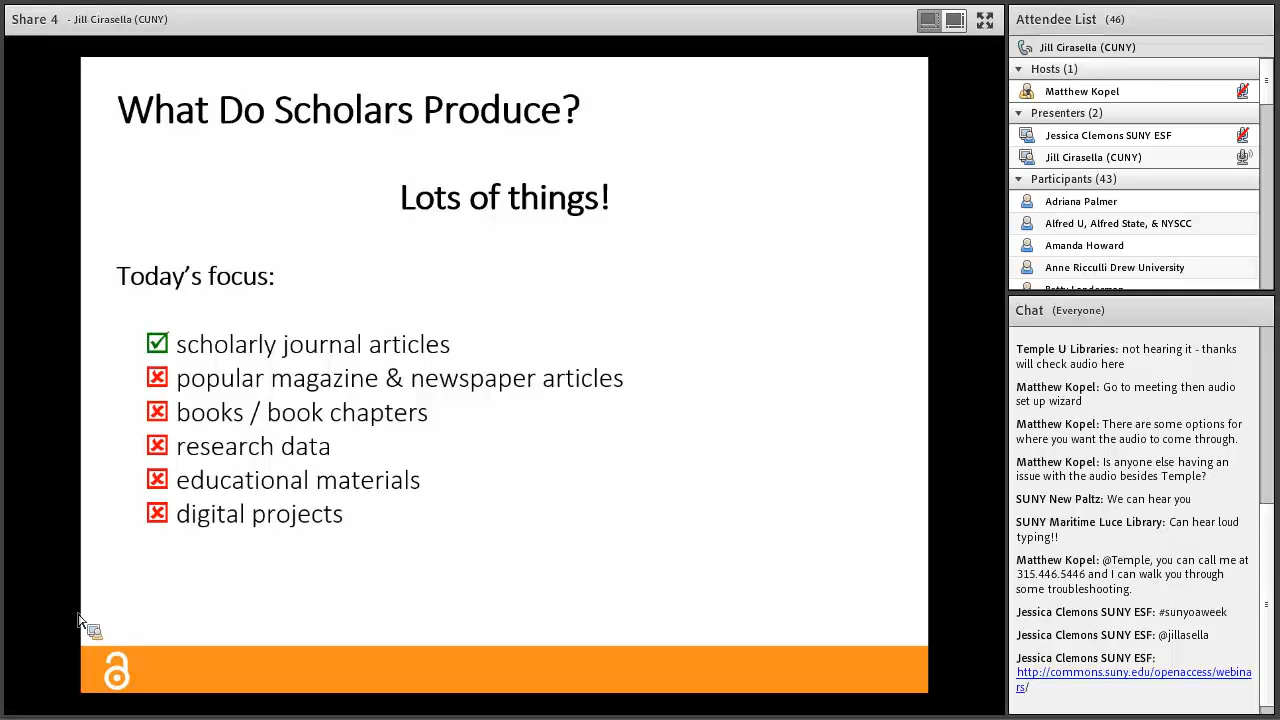 Share 4 - Jill Cirasella (CUNY)
What Do Scholars Produce?
Lots of things!
Today's focus:
scholarly journal articles
popular magazine & newspaper articles
books / book chapters
research data
educational materials
digital projects
Attendee List (46)
Jill Cirasella (CUNY)
Hosts (1)
Matthew Kopel
Presenters (2)
Jessica Clemons SUNY ESF
Jill Cirasella (CUNY)
Participants (43)
Adriana Palmer
Alfred U, Alfred State, & NYSCC
Amanda Howard
Anne Ricculli Drew University
Chat (Everyone)
Temple U Libraries: not hearing it - thanks
will check audio here
Matthew Kopel: Go to meeting then audio
set up wizard
Matthew Kopel: There are some options for
where you want the audio to come through.
Matthew Kopel: Is anyone else having an
issue with the audio besides Temple?
SUNY New Paltz: We can hear you
SUNY Maritime Luce Library: Can hear loud
typing!!
Matthew Kopel: @Temple, you can call me at
315.446.5446 and I can walk you through
some troubleshooting.
Jessica Clemons SUNY ESF: #sunyoaweek
Jessica Clemons SUNY ESF: @jillasella
Jessica Clemons SUNY ESF:
http://commons.suny.edu/openaccess/webina
rs/